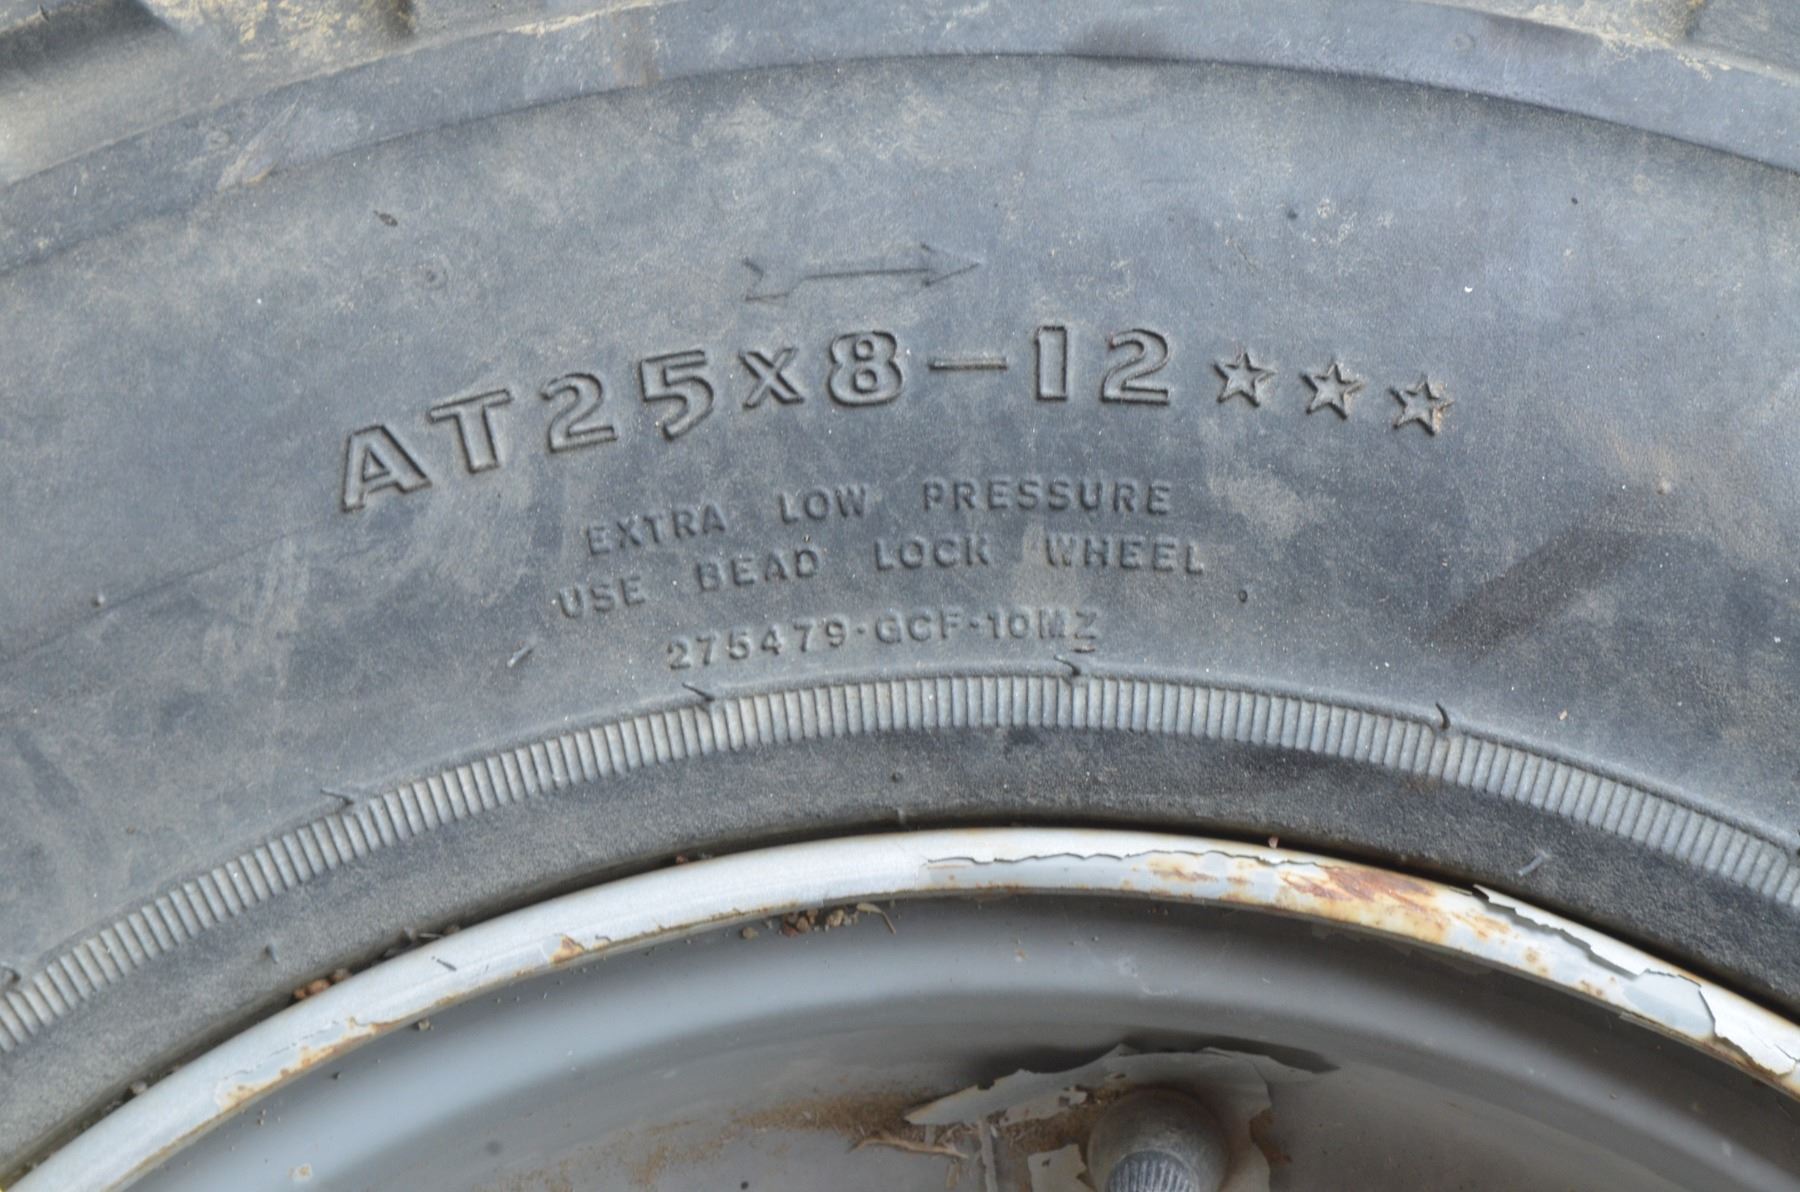 AT25x8-12 ☆☆☆
EXTRA LOW PRESSURE
USE BEAD LOCK WHEEL
275479-GCF-10MZ